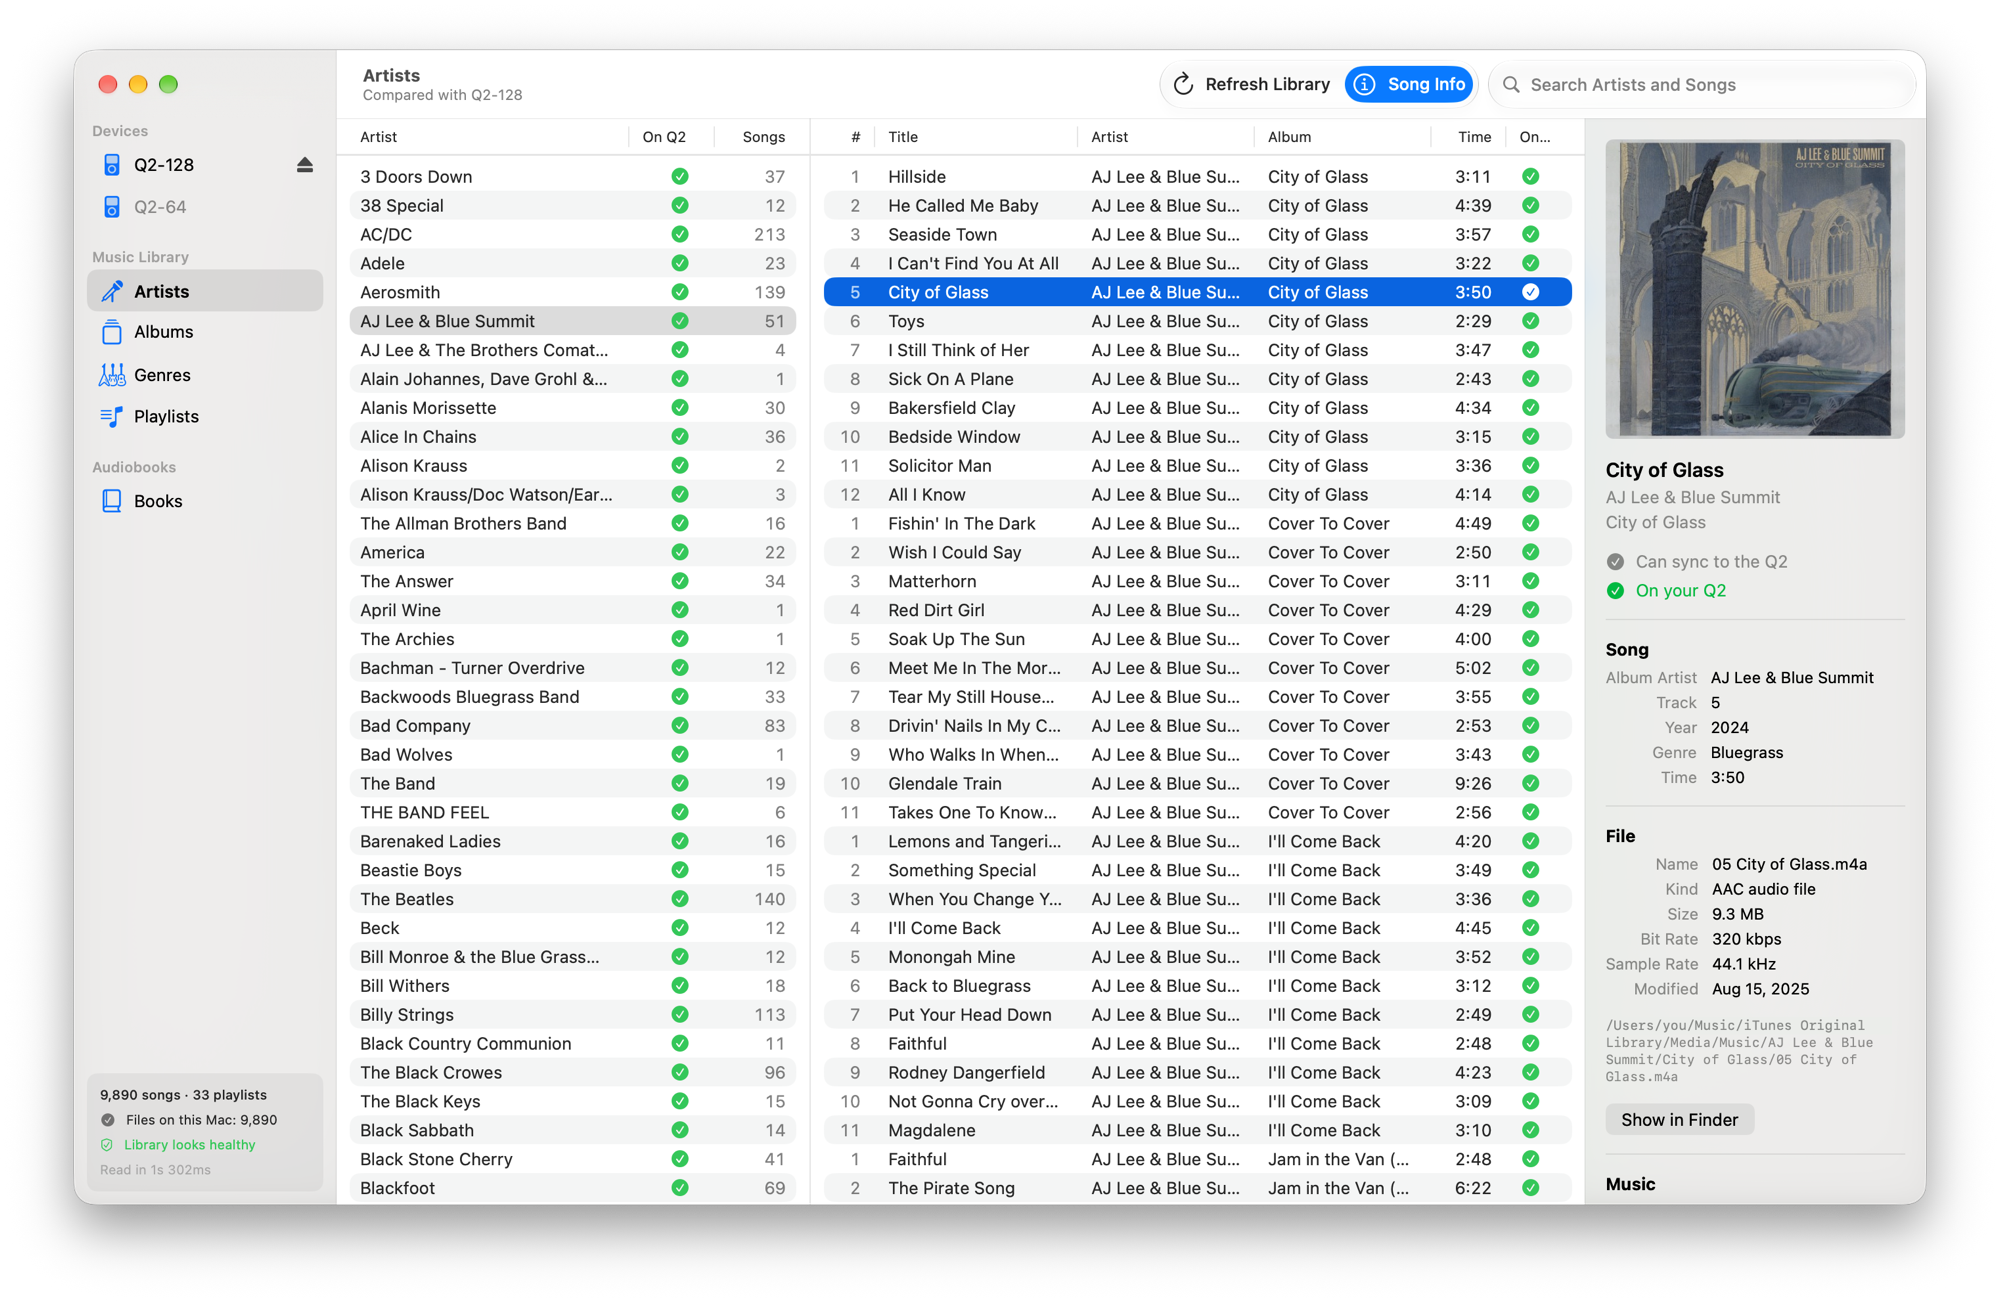 Devices
Q2-128
Q2-64
Music Library
Artists
Albums
Genres
Playlists
Audiobooks
Books
9,890 songs · 33 playlists
Files on this Mac: 9,890
Library looks healthy
Read in 1s 302ms
Artists
Compared with Q2-128
Refresh Library
Song Info
Search Artists and Songs
Artist On Q2 Songs
3 Doors Down 37
38 Special 12
AC/DC 213
Adele 23
Aerosmith 139
AJ Lee & Blue Summit 51
AJ Lee & The Brothers Comat... 4
Alain Johannes, Dave Grohl &... 1
Alanis Morissette 30
Alice In Chains 36
Alison Krauss 2
Alison Krauss/Doc Watson/Ear... 3
The Allman Brothers Band 16
America 22
The Answer 34
April Wine 1
The Archies 1
Bachman - Turner Overdrive 12
Backwoods Bluegrass Band 33
Bad Company 83
Bad Wolves 1
The Band 19
THE BAND FEEL 6
Barenaked Ladies 16
Beastie Boys 15
The Beatles 140
Beck 12
Bill Monroe & the Blue Grass... 12
Bill Withers 18
Billy Strings 113
Black Country Communion 11
The Black Crowes 96
The Black Keys 15
Black Sabbath 14
Black Stone Cherry 41
Blackfoot 69
# Title Artist Album Time On...
1 Hillside AJ Lee & Blue Su... City of Glass 3:11
2 He Called Me Baby AJ Lee & Blue Su... City of Glass 4:39
3 Seaside Town AJ Lee & Blue Su... City of Glass 3:57
4 I Can't Find You At All AJ Lee & Blue Su... City of Glass 3:22
5 City of Glass AJ Lee & Blue Su... City of Glass 3:50
6 Toys AJ Lee & Blue Su... City of Glass 2:29
7 I Still Think of Her AJ Lee & Blue Su... City of Glass 3:47
8 Sick On A Plane AJ Lee & Blue Su... City of Glass 2:43
9 Bakersfield Clay AJ Lee & Blue Su... City of Glass 4:34
10 Bedside Window AJ Lee & Blue Su... City of Glass 3:15
11 Solicitor Man AJ Lee & Blue Su... City of Glass 3:36
12 All I Know AJ Lee & Blue Su... City of Glass 4:14
1 Fishin' In The Dark AJ Lee & Blue Su... Cover To Cover 4:49
2 Wish I Could Say AJ Lee & Blue Su... Cover To Cover 2:50
3 Matterhorn AJ Lee & Blue Su... Cover To Cover 3:11
4 Red Dirt Girl AJ Lee & Blue Su... Cover To Cover 4:29
5 Soak Up The Sun AJ Lee & Blue Su... Cover To Cover 4:00
6 Meet Me In The Mor... AJ Lee & Blue Su... Cover To Cover 5:02
7 Tear My Still House... AJ Lee & Blue Su... Cover To Cover 3:55
8 Drivin' Nails In My C... AJ Lee & Blue Su... Cover To Cover 2:53
9 Who Walks In When... AJ Lee & Blue Su... Cover To Cover 3:43
10 Glendale Train AJ Lee & Blue Su... Cover To Cover 9:26
11 Takes One To Know... AJ Lee & Blue Su... Cover To Cover 2:56
1 Lemons and Tangeri... AJ Lee & Blue Su... I'll Come Back 4:20
2 Something Special AJ Lee & Blue Su... I'll Come Back 3:49
3 When You Change Y... AJ Lee & Blue Su... I'll Come Back 3:36
4 I'll Come Back AJ Lee & Blue Su... I'll Come Back 4:45
5 Monongah Mine AJ Lee & Blue Su... I'll Come Back 3:52
6 Back to Bluegrass AJ Lee & Blue Su... I'll Come Back 3:12
7 Put Your Head Down AJ Lee & Blue Su... I'll Come Back 2:49
8 Faithful AJ Lee & Blue Su... I'll Come Back 2:48
9 Rodney Dangerfield AJ Lee & Blue Su... I'll Come Back 4:23
10 Not Gonna Cry over... AJ Lee & Blue Su... I'll Come Back 3:09
11 Magdalene AJ Lee & Blue Su... I'll Come Back 3:10
1 Faithful AJ Lee & Blue Su... Jam in the Van (... 2:48
2 The Pirate Song AJ Lee & Blue Su... Jam in the Van (... 6:22
AJ LEE & BLUE SUMMIT
CITY OF GLASS
City of Glass
AJ Lee & Blue Summit
City of Glass
Can sync to the Q2
On your Q2
Song
Album Artist AJ Lee & Blue Summit
Track 5
Year 2024
Genre Bluegrass
Time 3:50
File
Name 05 City of Glass.m4a
Kind AAC audio file
Size 9.3 MB
Bit Rate 320 kbps
Sample Rate 44.1 kHz
Modified Aug 15, 2025
/Users/you/Music/iTunes Original
Library/Media/Music/AJ Lee & Blue
Summit/City of Glass/05 City of
Glass.m4a
Show in Finder
Music